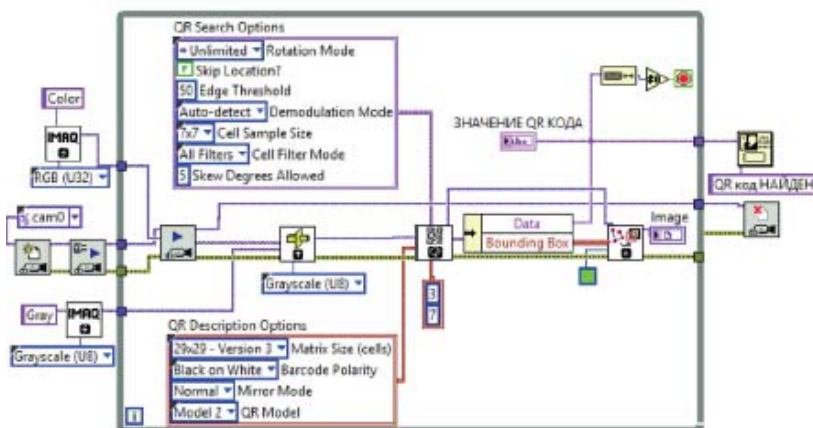 QR Search Options
Unlimited Rotation Mode
F Skip Location?
50 Edge Threshold
Auto-detect Demodulation Mode
7x7 Cell Sample Size
All Filters Cell Filter Mode
5 Skew Degrees Allowed
Color
IMAQ
RGB (U32)
cam0
Gray
IMAQ
Grayscale (U8)
Grayscale (U8)
3
7
Data
Bounding Box
Image
ЗНАЧЕНИЕ QR КОДА
abc
QR код НАЙДЕН
QR Description Options
29x29 - Version 3 Matrix Size (cells)
Black on White Barcode Polarity
Normal Mirror Mode
Model 2 QR Model
i